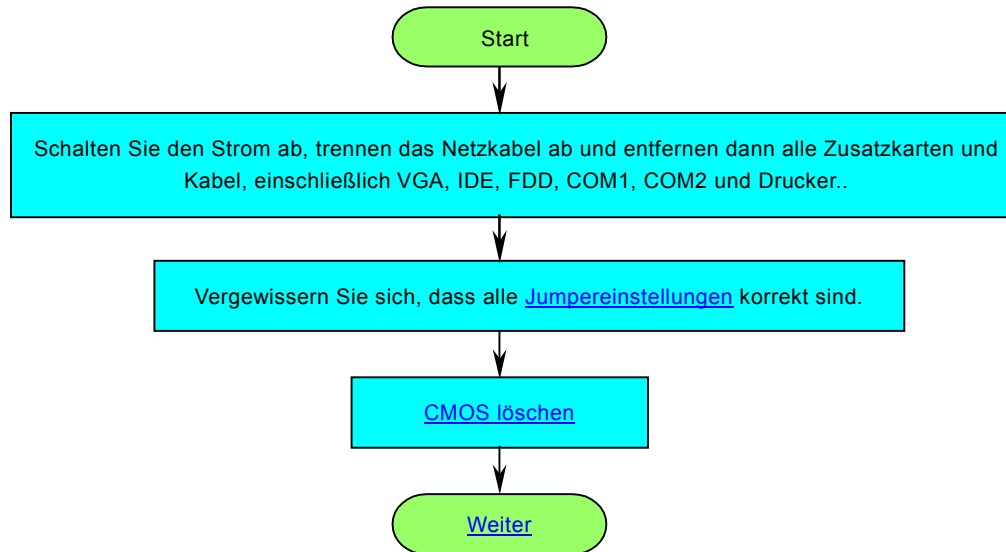 Start
Schalten Sie den Strom ab, trennen das Netzkabel ab und entfernen dann alle Zusatzkarten und
Kabel, einschließlich VGA, IDE, FDD, COM1, COM2 und Drucker..
Vergewissern Sie sich, dass alle Jumpereinstellungen korrekt sind.
CMOS löschen
Weiter